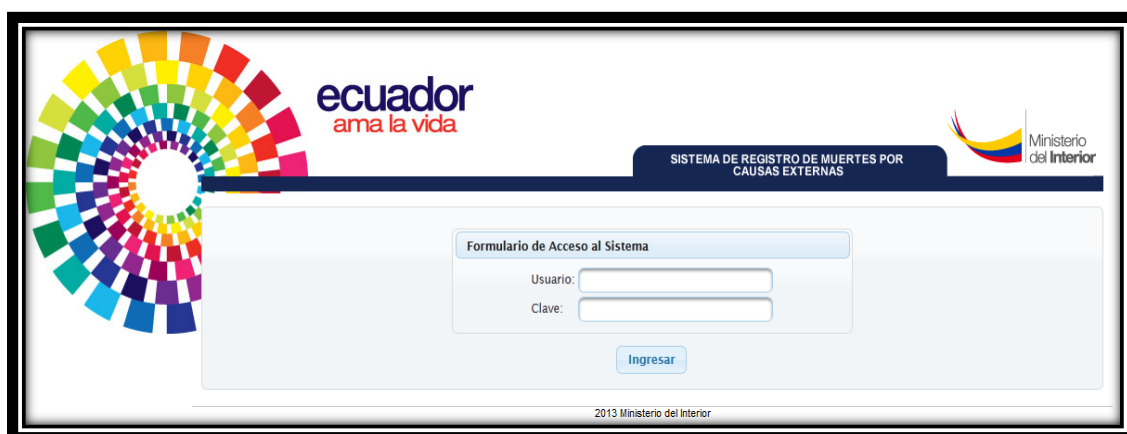 ecuador
ama la vida
SISTEMA DE REGISTRO DE MUERTES POR
CAUSAS EXTERNAS
Ministerio
del Interior
Formulario de Acceso al Sistema
Usuario:
Clave:
Ingresar
2013 Ministerio del Interior